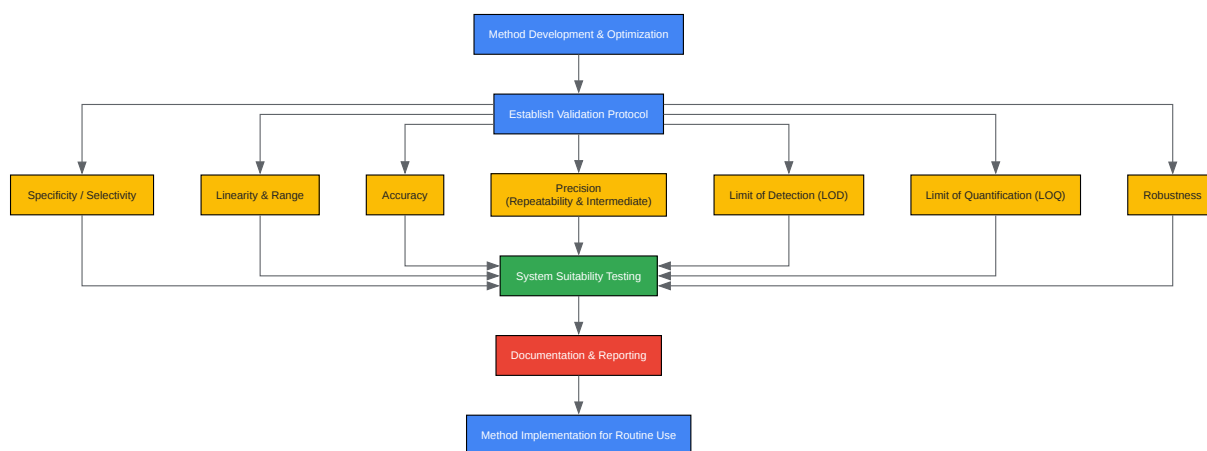 Method Development & Optimization
Establish Validation Protocol
Specificity / Selectivity
Linearity & Range
Accuracy
Precision
(Repeatability & Intermediate)
Limit of Detection (LOD)
Limit of Quantification (LOQ)
Robustness
System Suitability Testing
Documentation & Reporting
Method Implementation for Routine Use